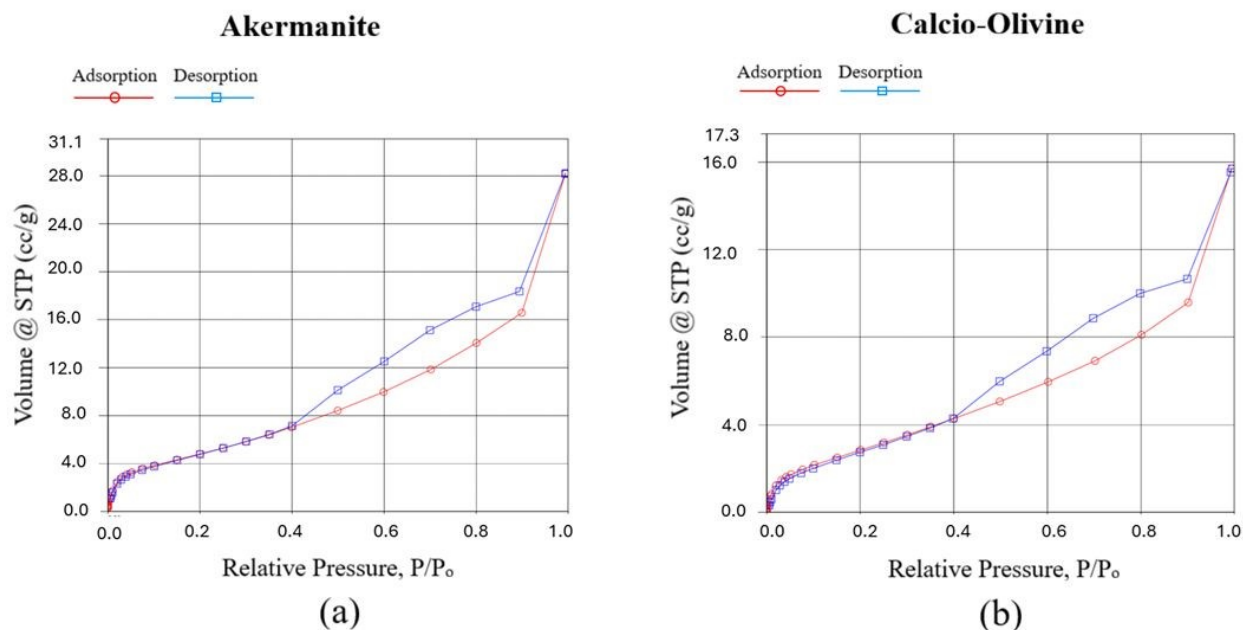 Akermanite
Adsorption Desorption
31.1
28.0
24.0
20.0
16.0
12.0
8.0
4.0
0.0
Volume @ STP (cc/g)
0.0 0.2 0.4 0.6 0.8 1.0
Relative Pressure, P/Pₒ
(a)
Calcio-Olivine
Adsorption Desorption
17.3
16.0
12.0
8.0
4.0
0.0
Volume @ STP (cc/g)
0.0 0.2 0.4 0.6 0.8 1.0
Relative Pressure, P/Pₒ
(b)